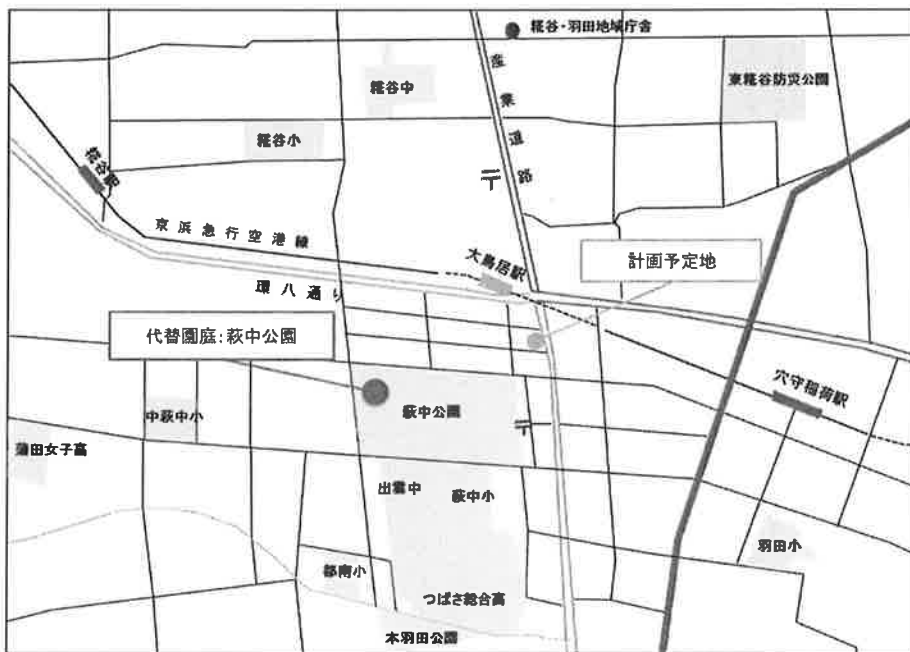 糀谷・羽田地域庁舎
産業道路
糀谷中
東糀谷防災公園
糀谷小
糀谷駅
〒
京浜急行空港線
大鳥居駅
計画予定地
環八通り
代替園庭:萩中公園
穴守稲荷駅
萩中公園
中萩中小
〒
蒲田女子高
出雲中
萩中小
羽田小
都南小
つばさ総合高
本羽田公園